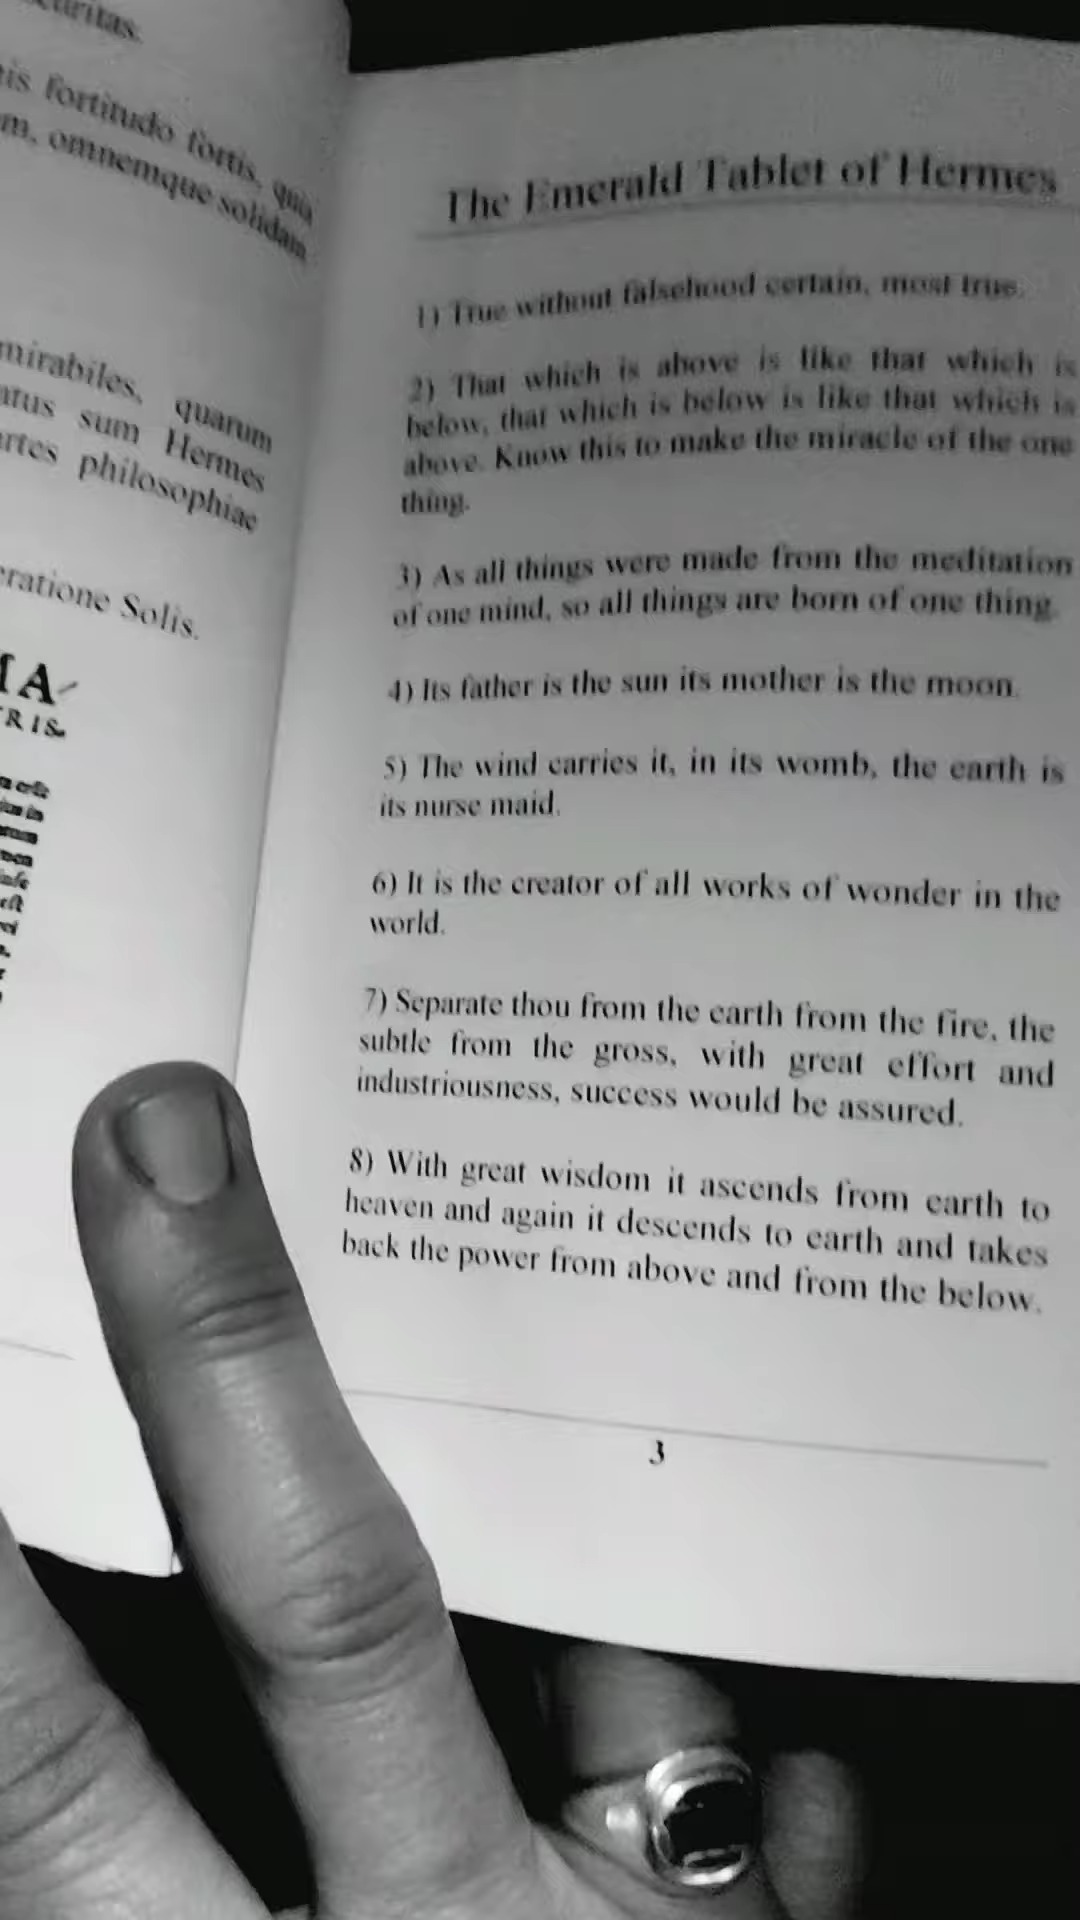 curitas.
nis fortitudo fortis, quia
m, omnemque solidam
mirabiles, quarum
atus sum Hermes
artes philosophiae
eratione Solis.
MA
TRIS.
The Emerald Tablet of Hermes
1) True without falsehood certain, most true.
2) That which is above is like that which is
below, that which is below is like that which is
above. Know this to make the miracle of the one
thing.
3) As all things were made from the meditation
of one mind, so all things are born of one thing.
4) Its father is the sun its mother is the moon.
5) The wind carries it, in its womb, the earth is
its nurse maid.
6) It is the creator of all works of wonder in the
world.
7) Separate thou from the earth from the fire, the
subtle from the gross, with great effort and
industriousness, success would be assured.
8) With great wisdom it ascends from earth to
heaven and again it descends to earth and takes
back the power from above and from the below.
3